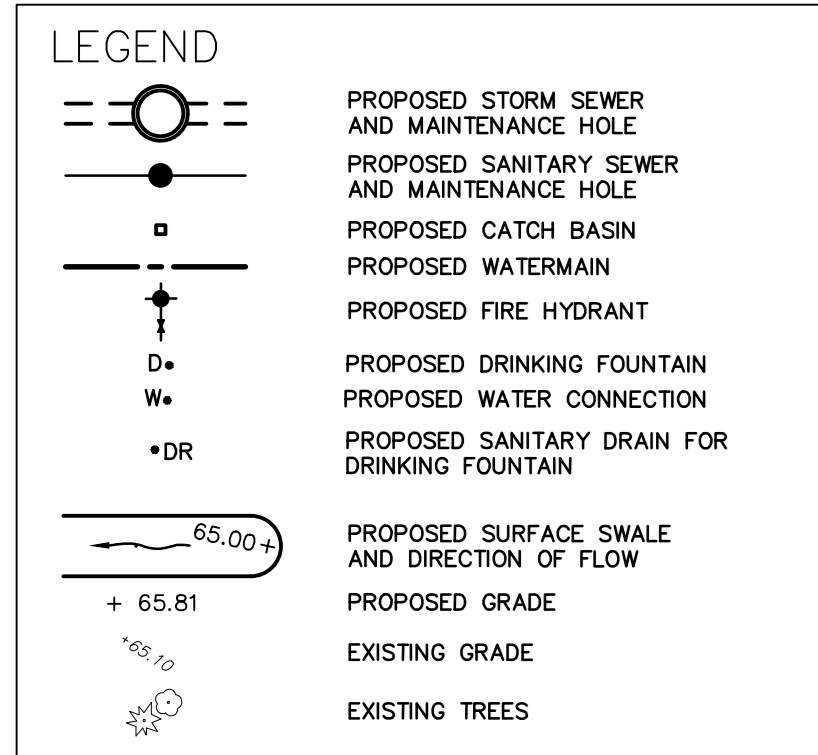 LEGEND
PROPOSED STORM SEWER
AND MAINTENANCE HOLE
PROPOSED SANITARY SEWER
AND MAINTENANCE HOLE
PROPOSED CATCH BASIN
PROPOSED WATERMAIN
PROPOSED FIRE HYDRANT
D PROPOSED DRINKING FOUNTAIN
W PROPOSED WATER CONNECTION
DR PROPOSED SANITARY DRAIN FOR
DRINKING FOUNTAIN
65.00+ PROPOSED SURFACE SWALE
AND DIRECTION OF FLOW
+ 65.81 PROPOSED GRADE
+65.10 EXISTING GRADE
EXISTING TREES